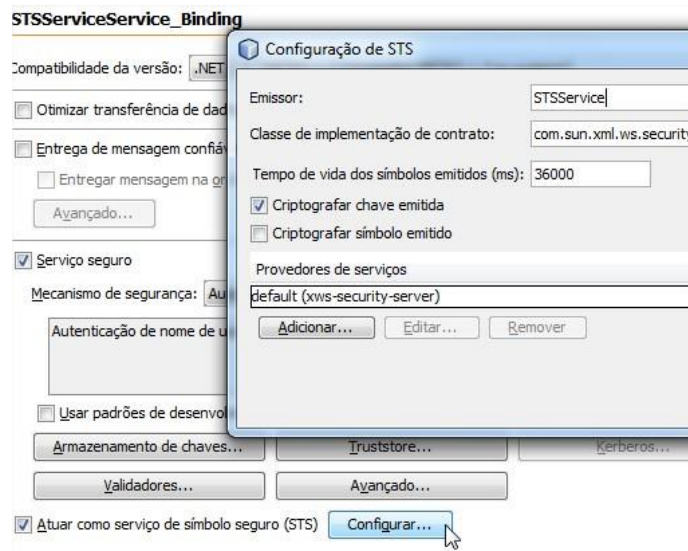 STSServiceService_Binding
Configuração de STS
Compatibilidade da versão: .NET
Emissor: STSService
Otimizar transferência de dad
Classe de implementação de contrato: com.sun.xml.ws.security
Entrega de mensagem confiáv
Tempo de vida dos símbolos emitidos (ms): 36000
Entregar mensagem na or
Criptografar chave emitida
Avançado...
Criptografar símbolo emitido
Serviço seguro
Provedores de serviços
Mecanismo de segurança: Au
default (xws-security-server)
Autenticação de nome de u
Adicionar... Editar... Remover
Usar padrões de desenvol
Armazenamento de chaves... Truststore... Kerberos...
Validadores... Avançado...
Atuar como serviço de símbolo seguro (STS) Configurar...